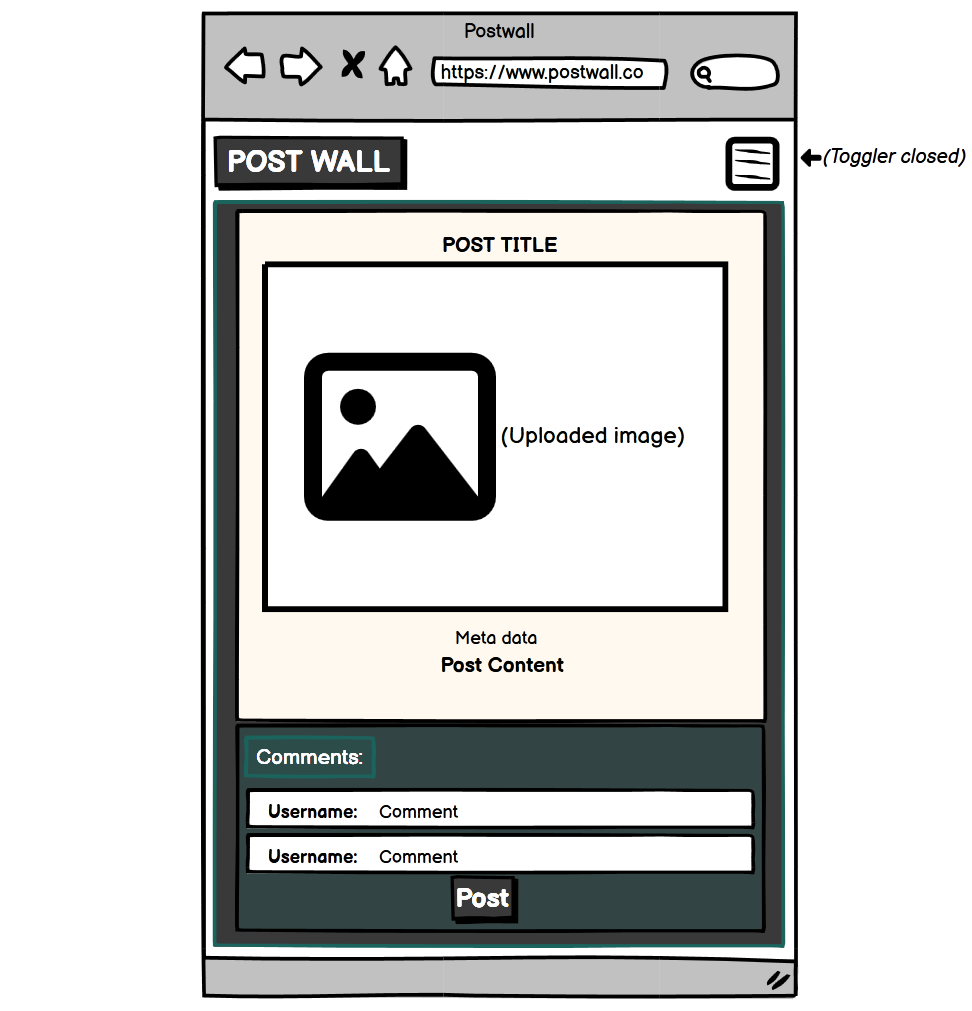 Postwall
https://www.postwall.co
POST WALL
(Toggler closed)
POST TITLE
(Uploaded image)
Meta data
Post Content
Comments:
Username: Comment
Username: Comment
Post